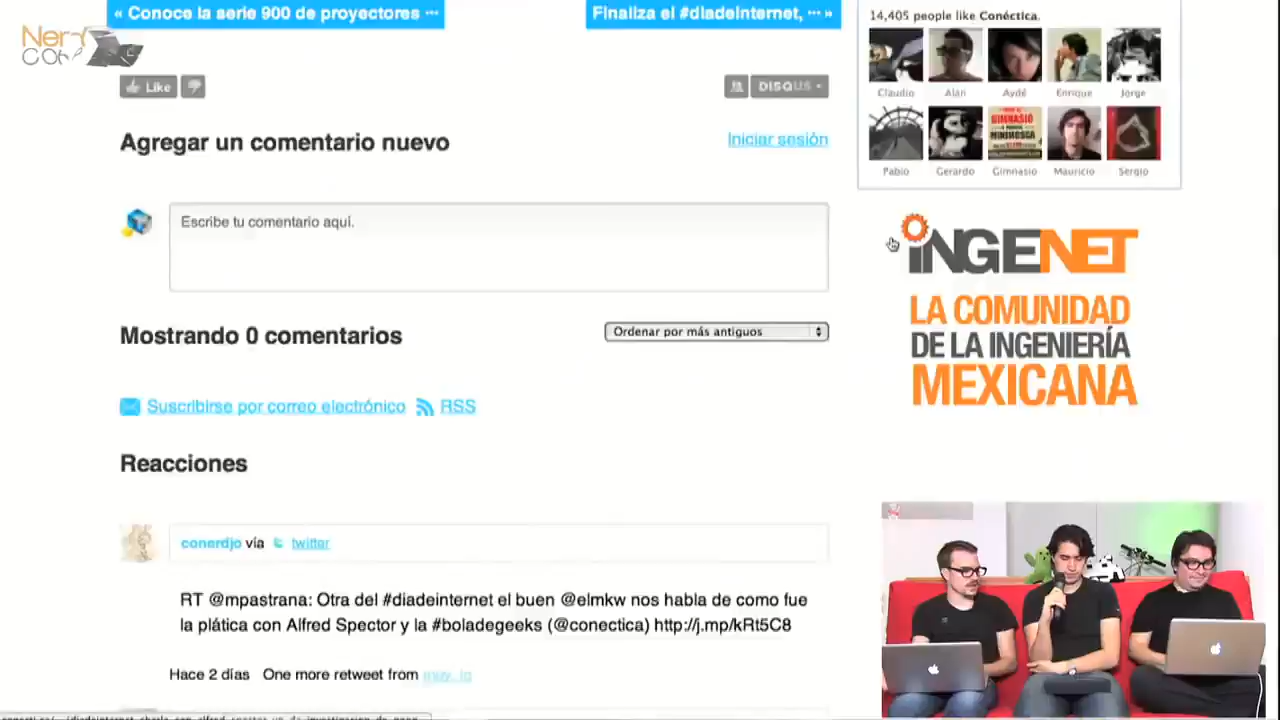 « Conoce la serie 900 de proyectores ···
Finaliza el #diadeinternet, ··· »
Like
DISQUS
Agregar un comentario nuevo
Iniciar sesión
Escribe tu comentario aquí.
Mostrando 0 comentarios
Ordenar por más antiguos
Suscribirse por correo electrónico
RSS
Reacciones
conerdjo vía twitter
RT @mpastrana: Otra del #diadeinternet el buen @elmkw nos habla de como fue
la plática con Alfred Spector y la #boladegeeks (@conectica) http://j.mp/kRt5C8
Hace 2 días One more retweet from
14,405 people like Conéctica.
Claudio
Alan
Aydé
Enrique
Jorge
GIMNASIO
MINIMOSCA
Pablo
Gerardo
Gimnasio
Mauricio
Sergio
INGENET
LA COMUNIDAD
DE LA INGENIERÍA
MEXICANA